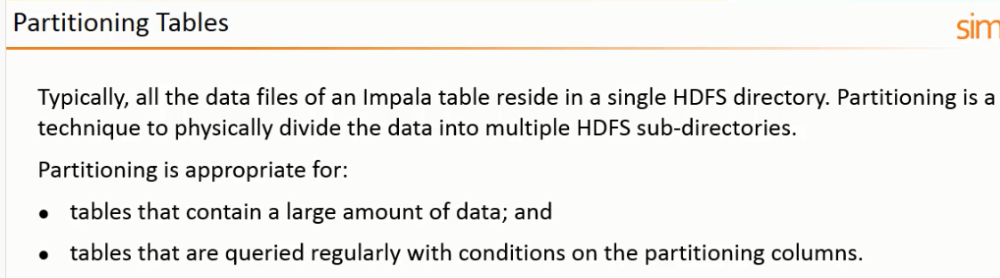 Partitioning Tables
sim
Typically, all the data files of an Impala table reside in a single HDFS directory. Partitioning is a
technique to physically divide the data into multiple HDFS sub-directories.
Partitioning is appropriate for:
• tables that contain a large amount of data; and
• tables that are queried regularly with conditions on the partitioning columns.